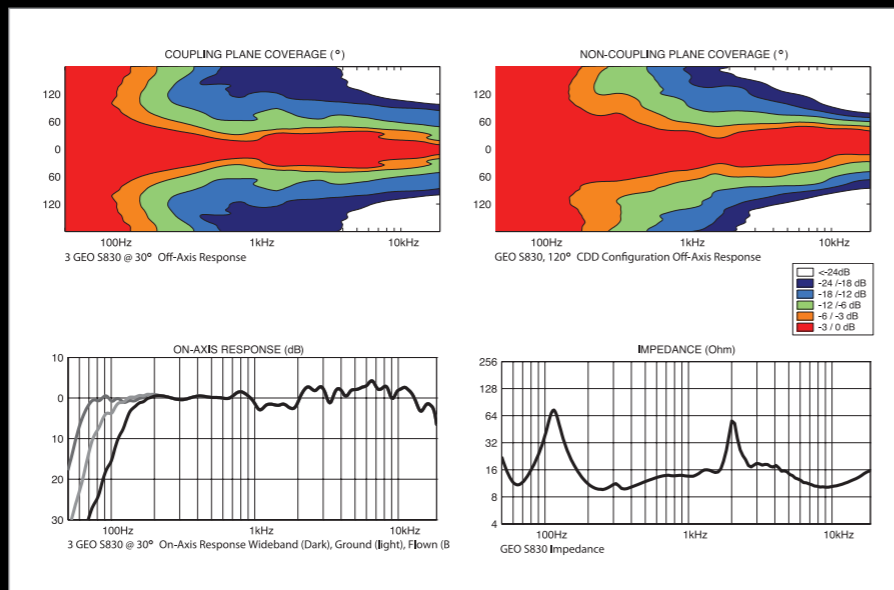 COUPLING PLANE COVERAGE (°)
120
60
0
60
120
100Hz 1kHz 10kHz
3 GEO S830 @ 30° Off-Axis Response
NON-COUPLING PLANE COVERAGE (°)
120
60
0
60
120
100Hz 1kHz 10kHz
GEO S830, 120° CDD Configuration Off-Axis Response
<-24dB
-24 /-18 dB
-18 /-12 dB
-12 /-6 dB
-6 / -3 dB
-3 / 0 dB
ON-AXIS RESPONSE (dB)
10
0
10
20
30
100Hz 1kHz 10kHz
3 GEO S830 @ 30° On-Axis Response Wideband (Dark), Ground (light), Flown (B
IMPEDANCE (Ohm)
256
128
64
32
16
8
4
100Hz 1kHz 10kHz
GEO S830 Impedance